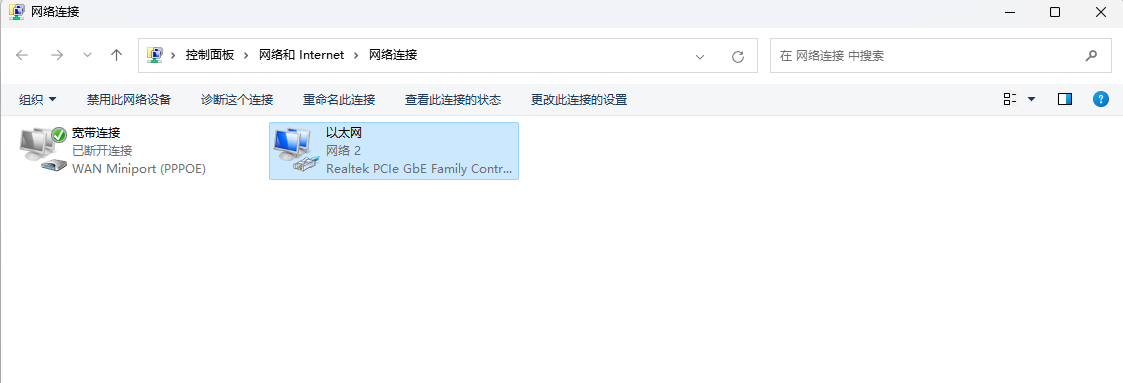 网络连接
控制面板 网络和 Internet 网络连接
在 网络连接 中搜索
组织 禁用此网络设备 诊断这个连接 重命名此连接 查看此连接的状态 更改此连接的设置
宽带连接
已断开连接
WAN Miniport (PPPOE)
以太网
网络 2
Realtek PCIe GbE Family Contr...